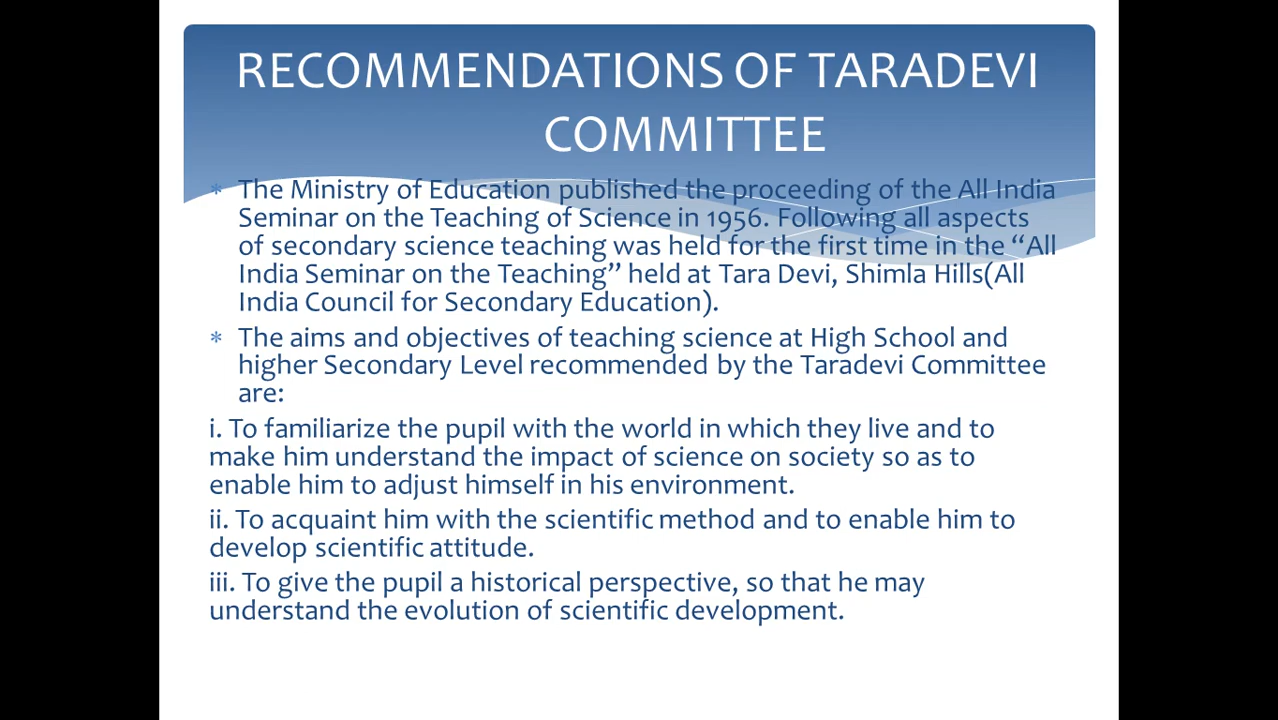 RECOMMENDATIONS OF TARADEVI
COMMITTEE
* The Ministry of Education published the proceeding of the All India
Seminar on the Teaching of Science in 1956. Following all aspects
of secondary science teaching was held for the first time in the “All
India Seminar on the Teaching” held at Tara Devi, Shimla Hills(All
India Council for Secondary Education).
* The aims and objectives of teaching science at High School and
higher Secondary Level recommended by the Taradevi Committee
are:
i. To familiarize the pupil with the world in which they live and to
make him understand the impact of science on society so as to
enable him to adjust himself in his environment.
ii. To acquaint him with the scientific method and to enable him to
develop scientific attitude.
iii. To give the pupil a historical perspective, so that he may
understand the evolution of scientific development.